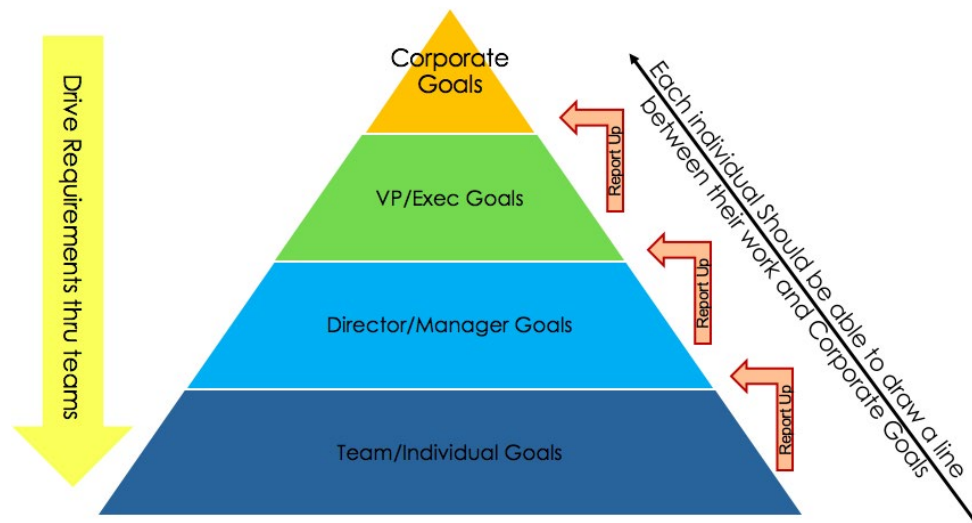 Drive Requirements thru teams
Corporate
Goals
VP/Exec Goals
Director/Manager Goals
Team/Individual Goals
Report Up
Report Up
Report Up
Each individual Should be able to draw a line
between their work and Corporate Goals